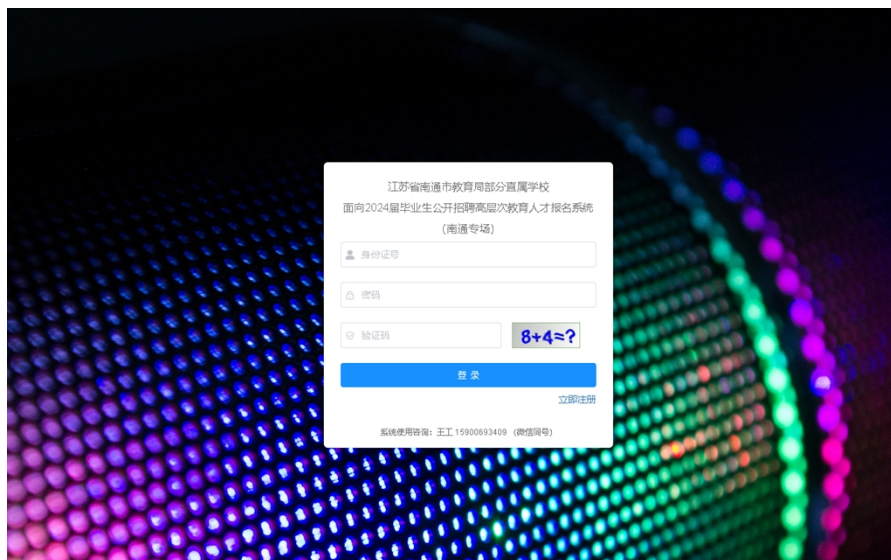 江苏省南通市教育局部分直属学校
面向2024届毕业生公开招聘高层次教育人才报名系统
(南通专场)
身份证号
密码
验证码
8+4=?
登 录
立即注册
系统使用咨询：王工 15900693409 （微信同号）